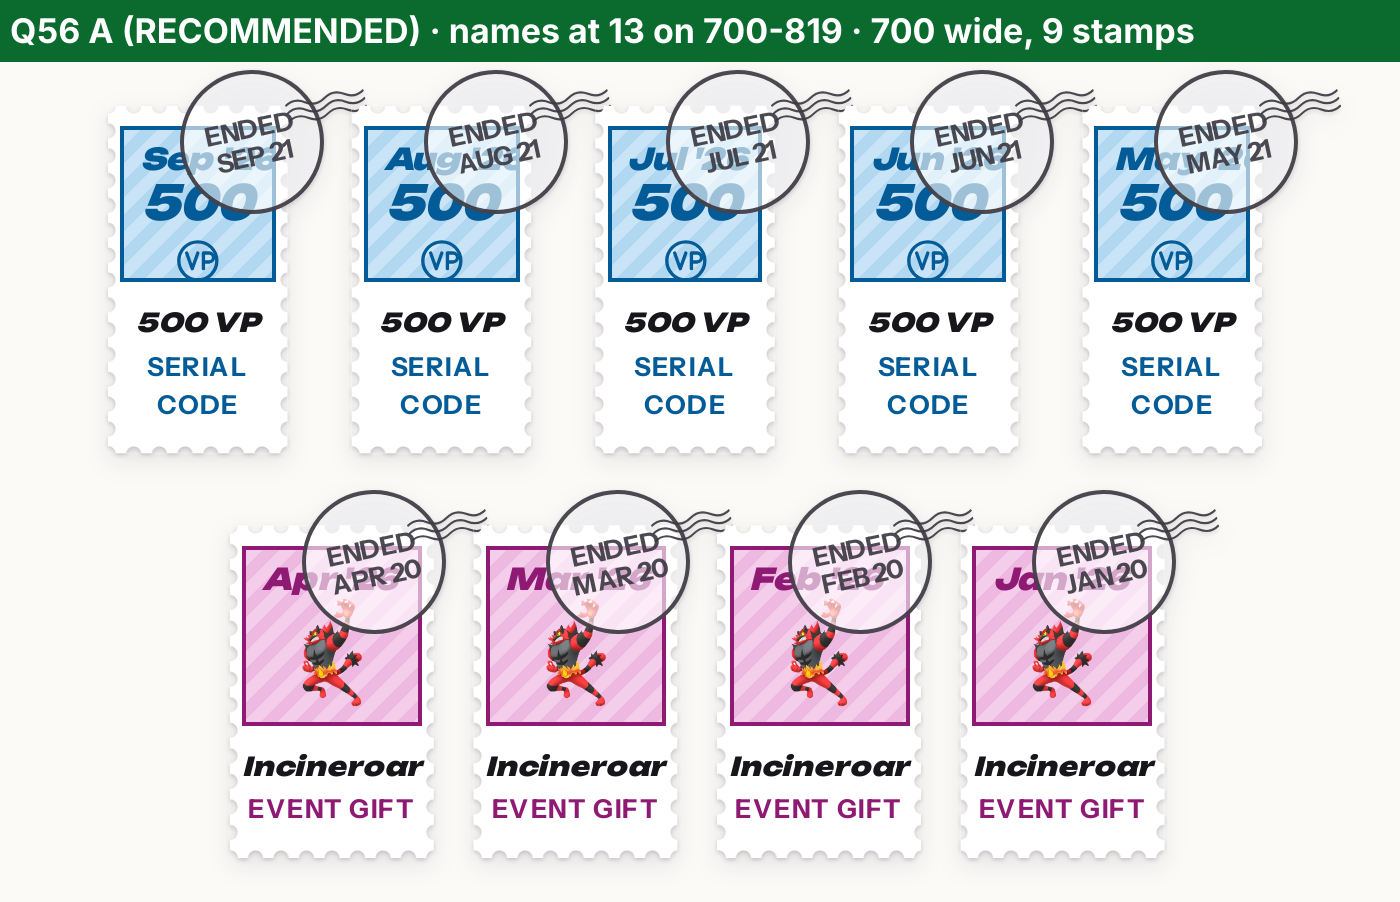 Q56 A (RECOMMENDED) · names at 13 on 700-819 · 700 wide, 9 stamps
ENDED SEP 21
500
VP
500 VP
SERIAL
CODE
ENDED AUG 21
500
VP
500 VP
SERIAL
CODE
ENDED JUL 21
Jul '26
500
VP
500 VP
SERIAL
CODE
ENDED JUN 21
500
VP
500 VP
SERIAL
CODE
ENDED MAY 21
500
VP
500 VP
SERIAL
CODE
ENDED APR 20
Incineroar
EVENT GIFT
ENDED MAR 20
Incineroar
EVENT GIFT
ENDED FEB 20
Incineroar
EVENT GIFT
ENDED JAN 20
Incineroar
EVENT GIFT